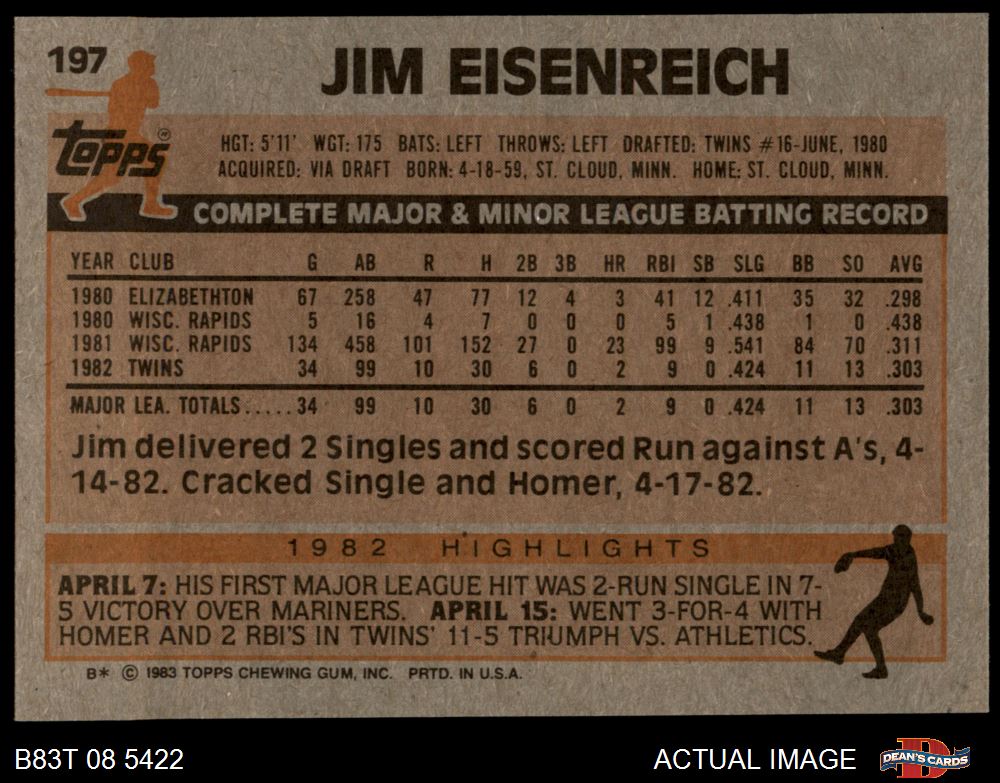 197
JIM EISENREICH
topps
HGT: 5'11' WGT: 175 BATS: LEFT THROWS: LEFT DRAFTED: TWINS #16-JUNE, 1980
ACQUIRED: VIA DRAFT BORN: 4-18-59, ST. CLOUD, MINN. HOME: ST. CLOUD, MINN.
COMPLETE MAJOR & MINOR LEAGUE BATTING RECORD
YEAR CLUB G AB R H 2B 3B HR RBI SB SLG BB SO AVG
1980 ELIZABETHTON 67 258 47 77 12 4 3 41 12 .411 35 32 .298
1980 WISC. RAPIDS 5 16 4 7 0 0 0 5 1 .438 1 0 .438
1981 WISC. RAPIDS 134 458 101 152 27 0 23 99 9 .541 84 70 .311
1982 TWINS 34 99 10 30 6 0 2 9 0 .424 11 13 .303
MAJOR LEA. TOTALS.....34 99 10 30 6 0 2 9 0 .424 11 13 .303
Jim delivered 2 Singles and scored Run against A's, 4-
14-82. Cracked Single and Homer, 4-17-82.
1982 HIGHLIGHTS
APRIL 7: HIS FIRST MAJOR LEAGUE HIT WAS 2-RUN SINGLE IN 7-
5 VICTORY OVER MARINERS. APRIL 15: WENT 3-FOR-4 WITH
HOMER AND 2 RBI'S IN TWINS' 11-5 TRIUMPH VS. ATHLETICS.
B* © 1983 TOPPS CHEWING GUM, INC. PRTD. IN U.S.A.
B83T 08 5422 ACTUAL IMAGE DEAN'S CARDS